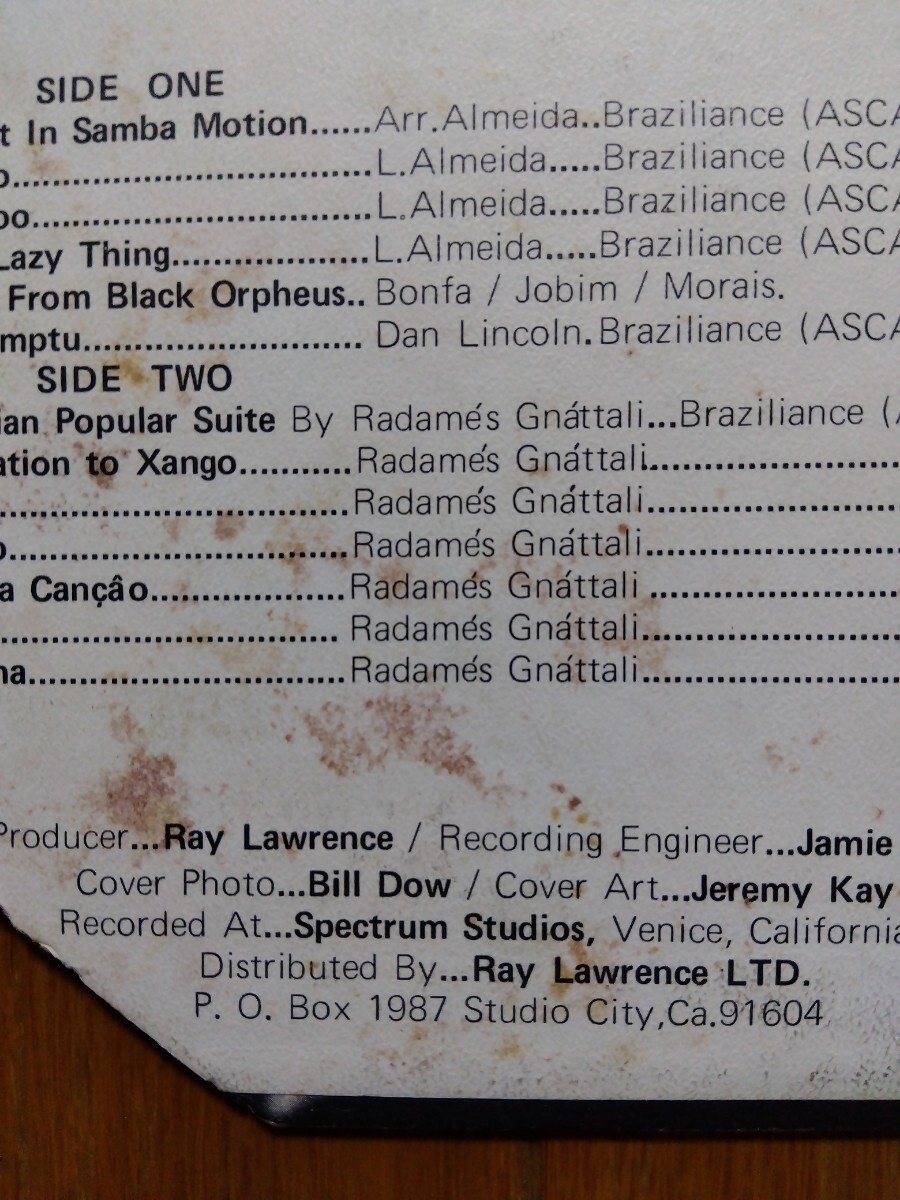 SIDE ONE
t In Samba Motion......Arr.Almeida..Braziliance (ASCA
o....................................L.Almeida.....Braziliance (ASCA
oo..................................L.Almeida.....Braziliance (ASCA
Lazy Thing...................L.Almeida.....Braziliance (ASCA
From Black Orpheus.. Bonfa / Jobim / Morais.
mptu........................... Dan Lincoln.Braziliance (ASCA
SIDE TWO
ian Popular Suite By Radamés Gnáttali...Braziliance (A
ation to Xango...........Radamés Gnáttali.........................
...................................Radamés Gnáttali.........................
o.................................Radamés Gnáttali.........................
aAnçâo...................Radamés Gnáttali .........................
.................................. Radamés Gnáttali.........................
na...............................Radamés Gnáttali.........................
Producer...Ray Lawrence / Recording Engineer...Jamie
Cover Photo...Bill Dow / Cover Art...Jeremy Kay
Recorded At...Spectrum Studios, Venice, California
Distributed By...Ray Lawrence LTD.
P. O. Box 1987 Studio City,Ca.91604